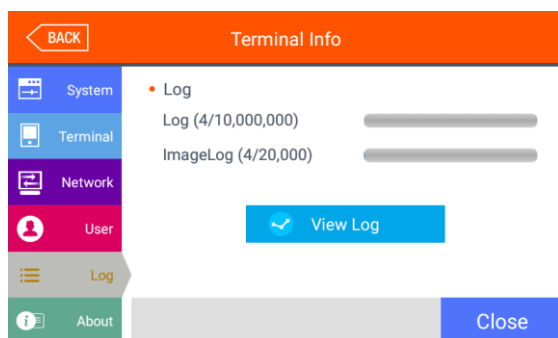 BACK
Terminal Info
System
Terminal
Network
User
Log
About
Log
Log (4/10,000,000)
ImageLog (4/20,000)
View Log
Close